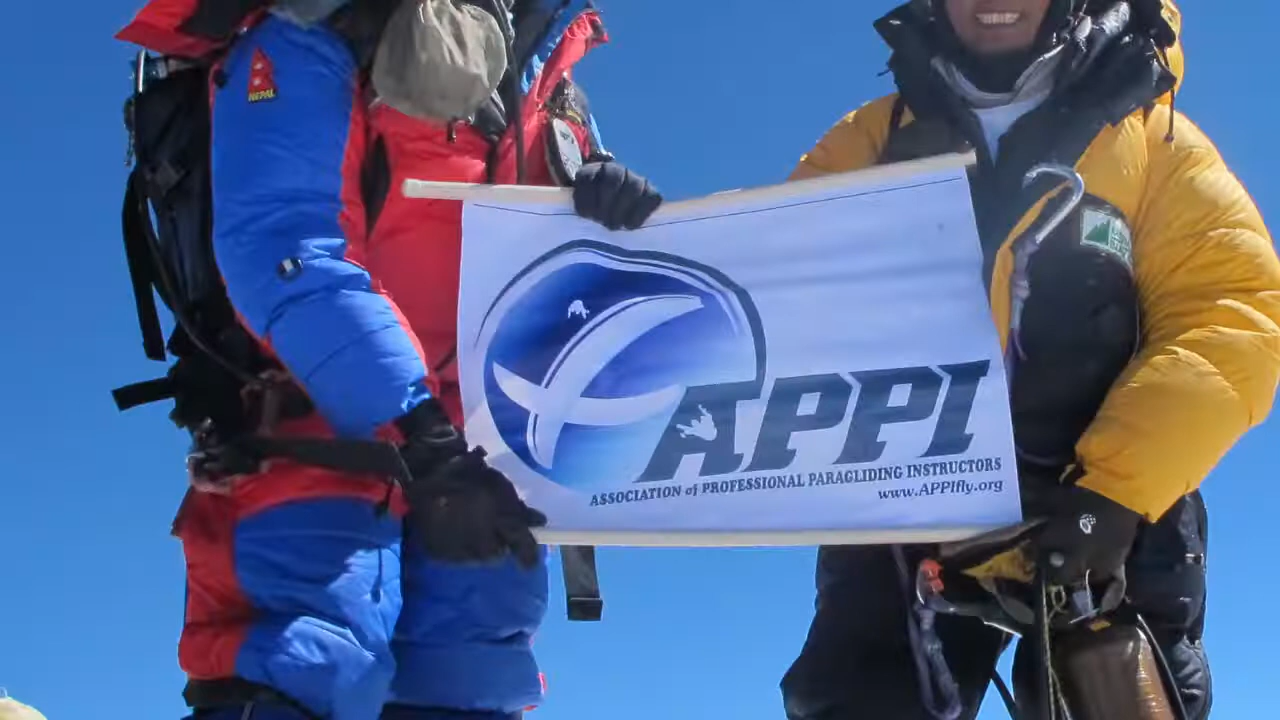 NEPAL
APPI
ASSOCIATION of PROFESSIONAL PARAGLIDING INSTRUCTORS
www.APPIfly.org